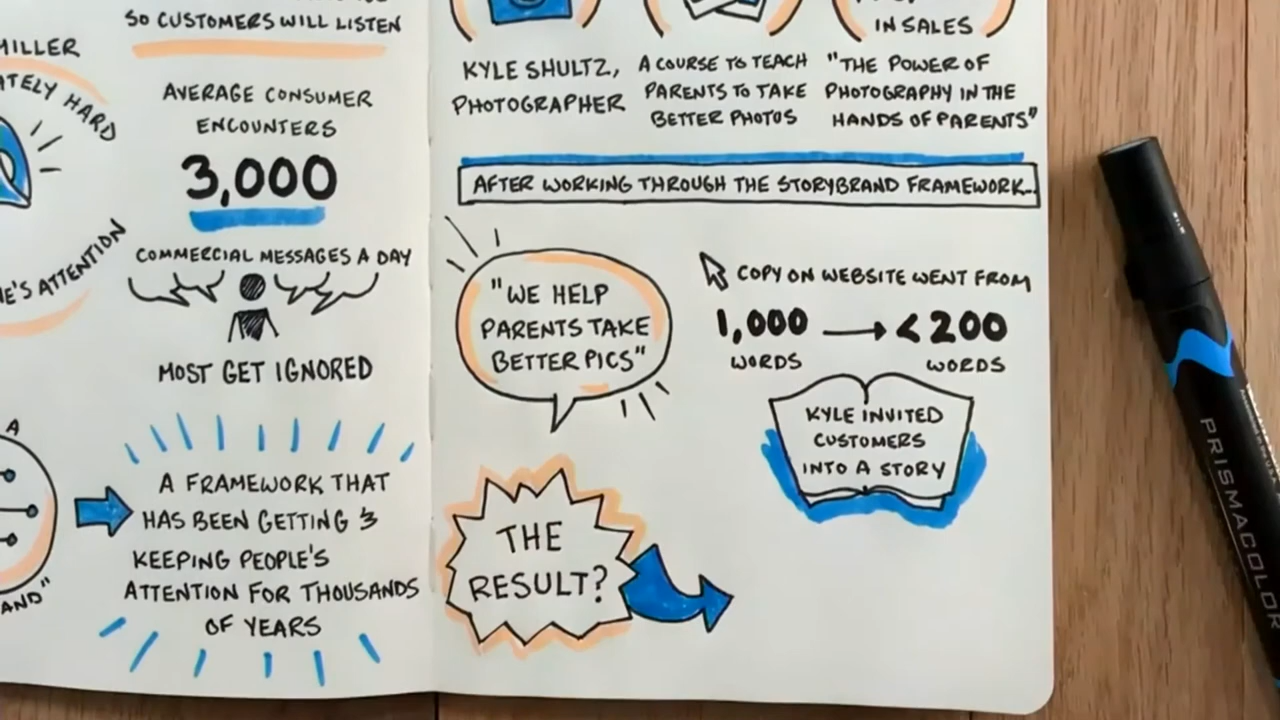 SO CUSTOMERS WILL LISTEN
MILLER
HARD
ATTENTION
AVERAGE CONSUMER
ENCOUNTERS
3,000
COMMERCIAL MESSAGES A DAY
MOST GET IGNORED
A
A FRAMEWORK THAT
HAS BEEN GETTING &
KEEPING PEOPLE'S
ATTENTION FOR THOUSANDS
OF YEARS
IN SALES
KYLE SHULTZ,
PHOTOGRAPHER
A COURSE TO TEACH
PARENTS TO TAKE
BETTER PHOTOS
"THE POWER OF
PHOTOGRAPHY IN THE
HANDS OF PARENTS"
AFTER WORKING THROUGH THE STORYBRAND FRAMEWORK...
"WE HELP
PARENTS TAKE
BETTER PICS"
COPY ON WEBSITE WENT FROM
1,000 → <200
WORDS WORDS
KYLE INVITED
CUSTOMERS
INTO A STORY
THE
RESULT?
PRISMACOLOR